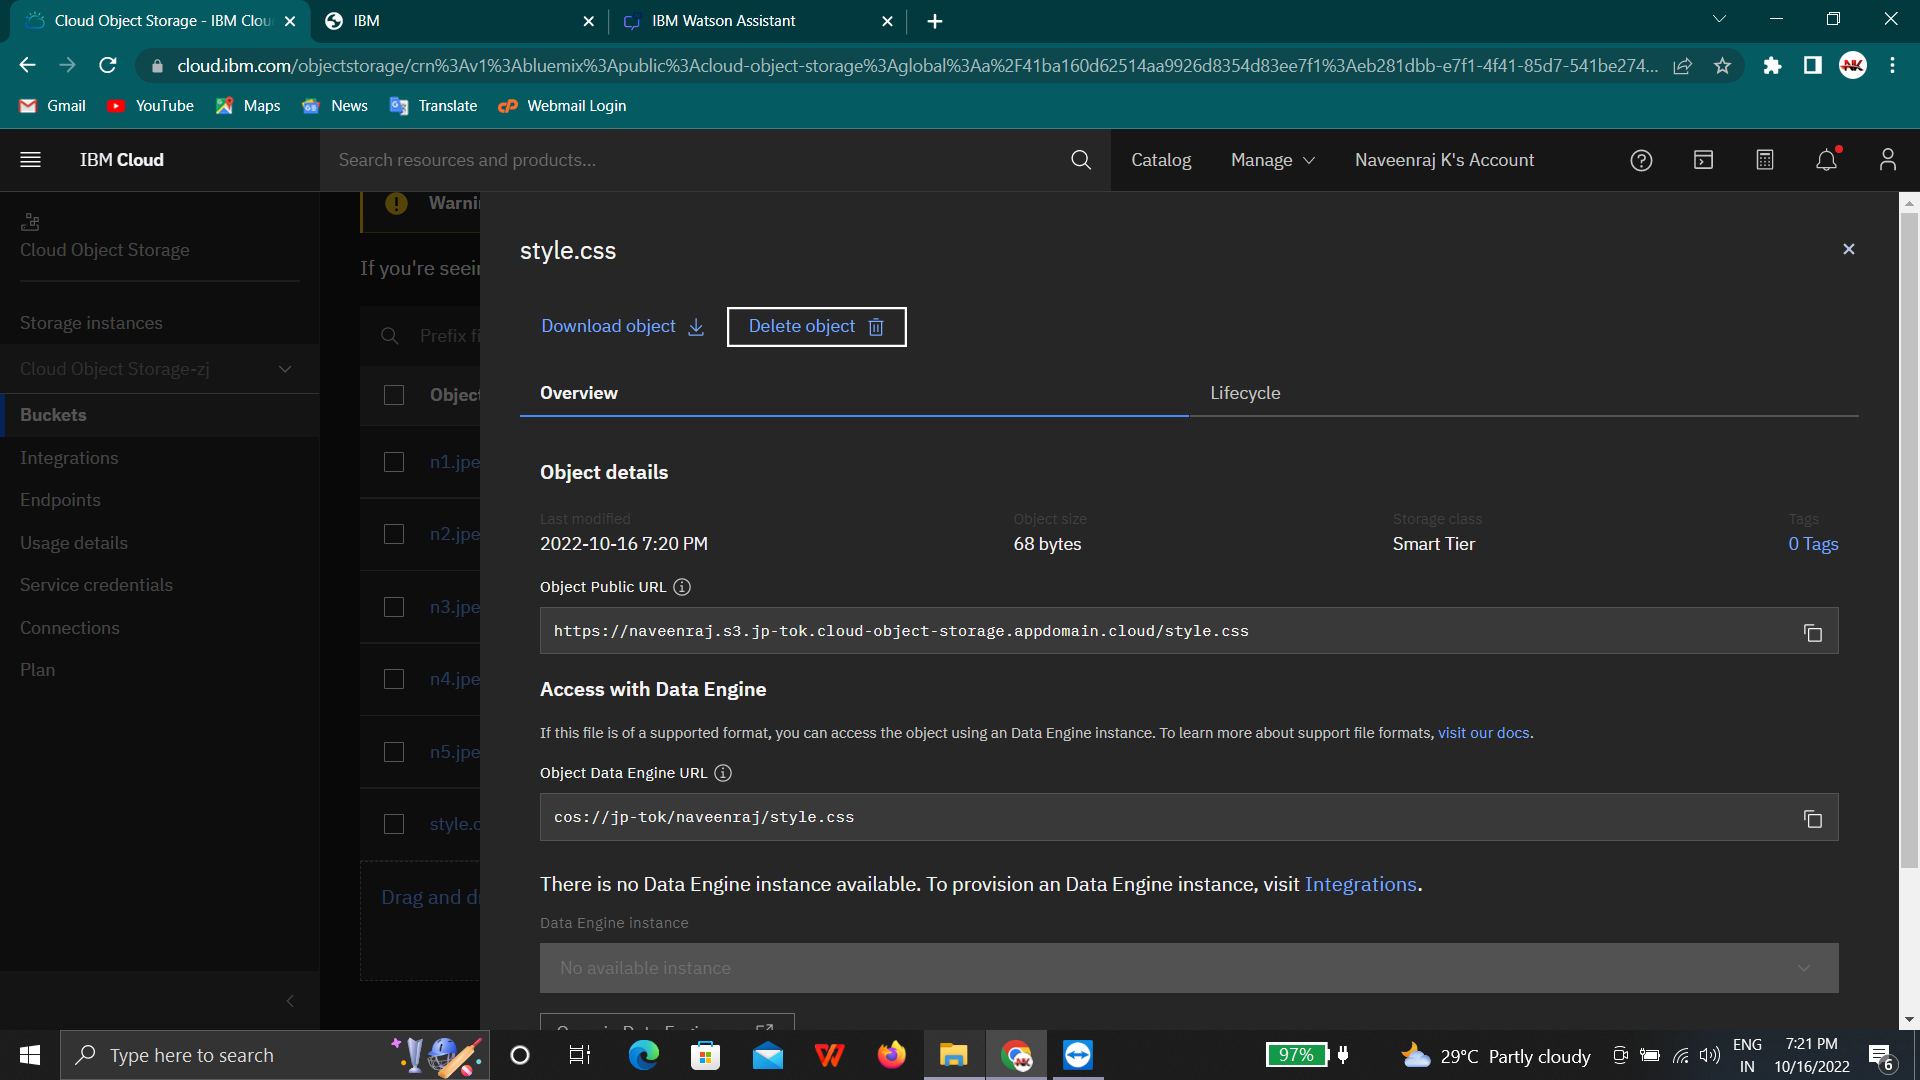 Cloud Object Storage - IBM Clou
IBM
IBM Watson Assistant
cloud.ibm.com/objectstorage/crn%3Av1%3Abluemix%3Apublic%3Acloud-object-storage%3Aglobal%3Aa%2F41ba160d62514aa9926d8354d83ee7f1%3Aeb281dbb-e7f1-4f41-85d7-541be274...
Gmail
YouTube
Maps
News
Translate
Webmail Login
IBM Cloud
Search resources and products...
Catalog
Manage
Naveenraj K's Account
Cloud Object Storage
Storage instances
Cloud Object Storage-zj
Buckets
Integrations
Endpoints
Usage details
Service credentials
Connections
Plan
Warni
If you're seei
Prefix fi
Objec
n1.jpe
n2.jpe
n3.jpe
n4.jpe
n5.jpe
style.c
Drag and d
style.css
Download object
Delete object
Overview
Lifecycle
Object details
Last modified
2022-10-16 7:20 PM
Object size
68 bytes
Storage class
Smart Tier
Tags
0 Tags
Object Public URL
https://naveenraj.s3.jp-tok.cloud-object-storage.appdomain.cloud/style.css
Access with Data Engine
If this file is of a supported format, you can access the object using an Data Engine instance. To learn more about support file formats, visit our docs.
Object Data Engine URL
cos://jp-tok/naveenraj/style.css
There is no Data Engine instance available. To provision an Data Engine instance, visit Integrations.
Data Engine instance
No available instance
Type here to search
97%
29°C Partly cloudy
ENG
IN
7:21 PM
10/16/2022
6